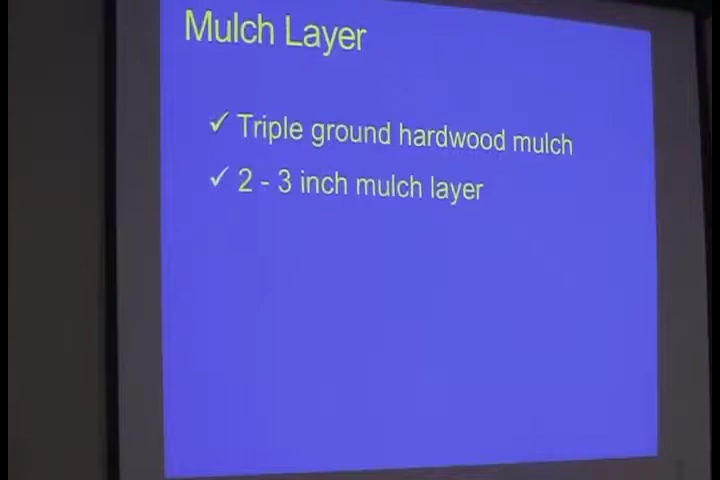 Mulch Layer
✓ Triple ground hardwood mulch
✓ 2 - 3 inch mulch layer